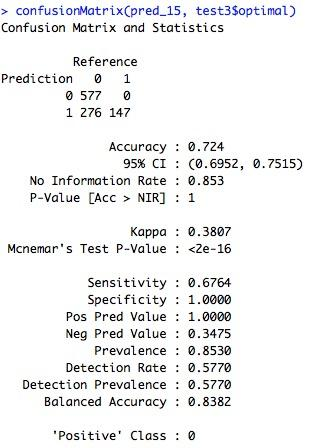 > confusionMatrix(pred_15, test3$optimal)
Confusion Matrix and Statistics
Reference
Prediction 0 1
0 577 0
1 276 147
Accuracy : 0.724
95% CI : (0.6952, 0.7515)
No Information Rate : 0.853
P-Value [Acc > NIR] : 1
Kappa : 0.3807
Mcnemar's Test P-Value : <2e-16
Sensitivity : 0.6764
Specificity : 1.0000
Pos Pred Value : 1.0000
Neg Pred Value : 0.3475
Prevalence : 0.8530
Detection Rate : 0.5770
Detection Prevalence : 0.5770
Balanced Accuracy : 0.8382
'Positive' Class : 0